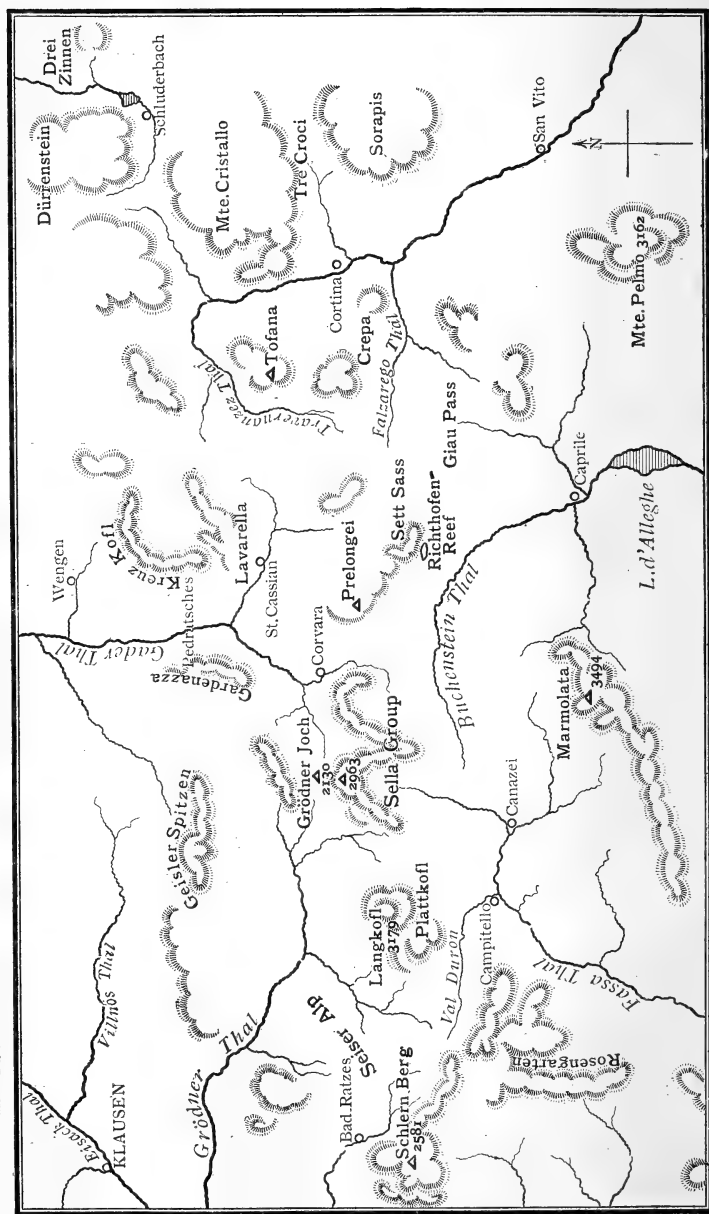 Eisack Thal
KLAUSEN
Villnös Thal
Geisler Spitzen
Gader Thal
Wengen
Kreuz Kofl
Pedratsches
Gardenazza
Lavarella
St. Cassian
Corvara
Prelongei
Sett Sass
Richthofen-
Reef
Dürrenstein
Drei
Zinnen
Schluderbach
Mte. Cristallo
Tre Croci
Sorapis
Tofana
Travernanzes Thal
Cortina
Crepa
Falzarego Thal
Giau Pass
San Vito
N
Mte. Pelmo 3162
Caprile
L. d'Alleghe
Buchenstein Thal
Marmolata
3494
Grödner Joch
2130
2963
Sella Group
Canazei
Campitello
Fassa Thal
Val Duron
Langkofl
3179
Plattkofl
Grödner Thal
Seiser Alp
Bad Ratzes
Schlern Berg
2581
Rosengarten